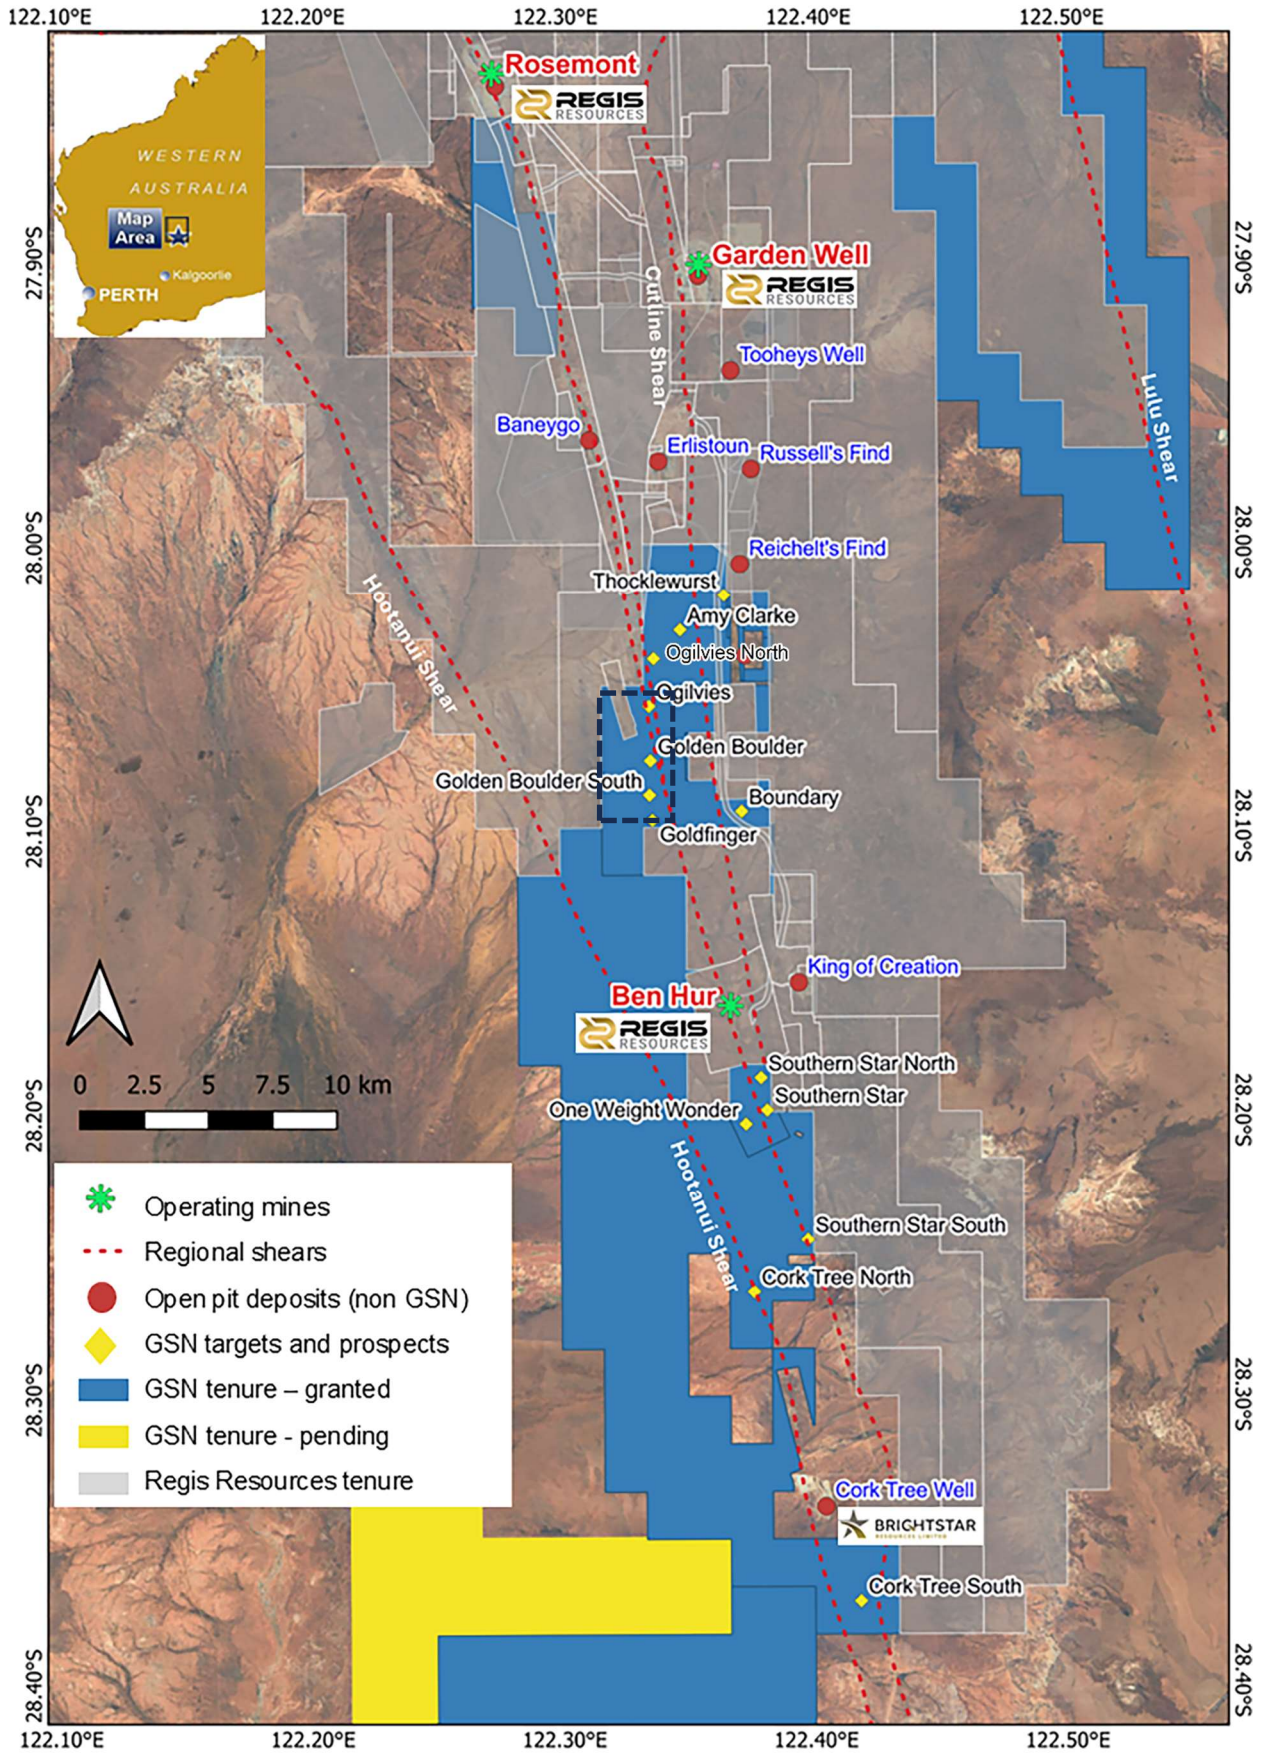 122.10°E 122.20°E 122.30°E 122.40°E 122.50°E
WESTERN
AUSTRALIA
Map
Area
Kalgoorlie
PERTH
Rosemont
REGIS
RESOURCES
Garden Well
REGIS
RESOURCES
27.90°S
27.90°S
Cutline Shear
Tooheys Well
Lulu Shear
Baneygo
Erlistoun
Russell's Find
28.00°S
28.00°S
Reichelt's Find
Thocklewurst
Amy Clarke
Ogilvies North
Hootanui Shear
Ogilvies
Golden Boulder
Golden Boulder South
Boundary
Goldfinger
28.10°S
28.10°S
King of Creation
Ben Hur
REGIS
RESOURCES
0 2.5 5 7.5 10 km
Southern Star North
Southern Star
One Weight Wonder
28.20°S
28.20°S
Hootanui Shear
Southern Star South
Cork Tree North
Operating mines
Regional shears
Open pit deposits (non GSN)
GSN targets and prospects
GSN tenure – granted
GSN tenure - pending
Regis Resources tenure
28.30°S
28.30°S
Cork Tree Well
BRIGHTSTAR
RESOURCES LIMITED
Cork Tree South
28.40°S
28.40°S
122.10°E 122.20°E 122.30°E 122.40°E 122.50°E